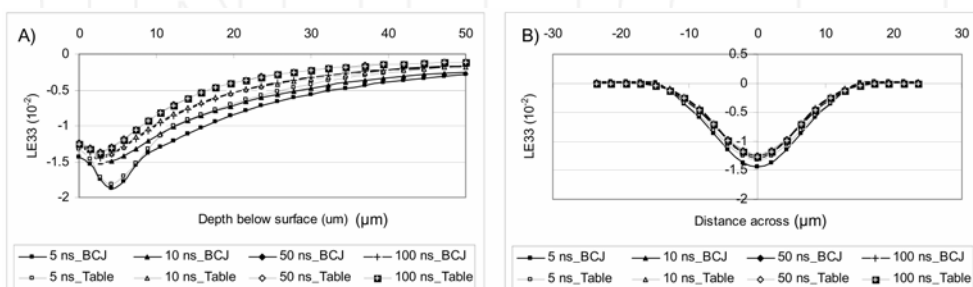 A)
0 10 20 30 40 50
0
-0.5
-1
-1.5
-2
LE33 (10-2)
Depth below surface (um) (μm)
5 ns_BCJ 10 ns_BCJ 50 ns_BCJ 100 ns_BCJ
5 ns_Table 10 ns_Table 50 ns_Table 100 ns_Table
B)
-30 -20 -10 0 10 20 30
0.5
0
-0.5
-1
-1.5
-2
LE33 (10-2)
Distance across (μm)
5 ns_BCJ 10 ns_BCJ 50 ns_BCJ 100 ns_BCJ
5 ns_Table 10 ns_Table 50 ns_Table 100 ns_Table